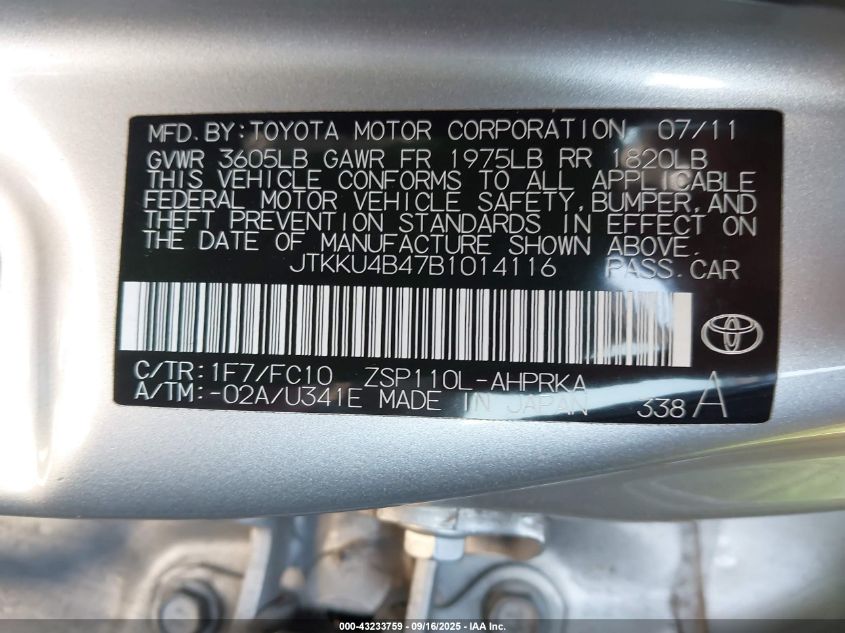 MFD. BY: TOYOTA MOTOR CORPORATION 07/11
GVWR 3605LB GAWR FR 1975LB RR 1820LB
THIS VEHICLE CONFORMS TO ALL APPLICABLE
FEDERAL MOTOR VEHICLE SAFETY, BUMPER, AND
THEFT PREVENTION STANDARDS IN EFFECT ON
THE DATE OF MANUFACTURE SHOWN ABOVE.
JTKKU4B47B1014116 PASS. CAR
C/TR: 1F7/FC10 ZSP110L-AHPRKA
A/TM: -02A/U341E MADE IN JAPAN 338 A
000-43233759 - 09/16/2025 - IAA, Inc.